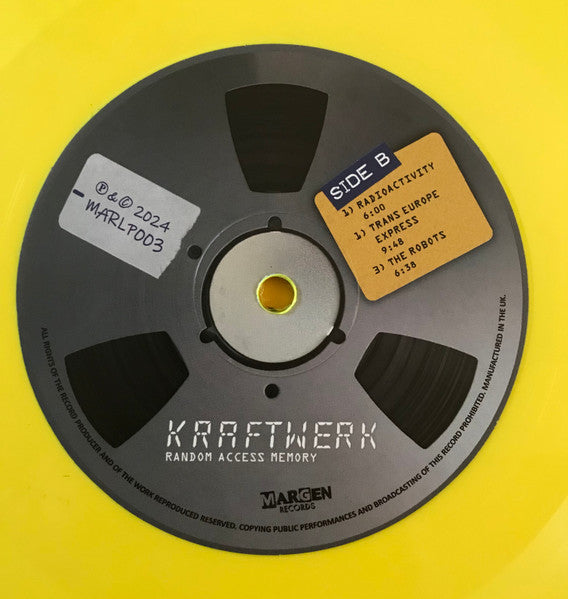 SIDE B
1) RADIOACTIVITY
6:00
1) TRANS EUROPE
EXPRESS
9:48
3) THE ROBOTS
6:38
℗ & © 2024
MARLP003
KRAFTWERK
RANDOM ACCESS MEMORY
MARGEN
RECORDS
ALL RIGHTS OF THE RECORD PRODUCER AND OF THE WORK REPRODUCED RESERVED, COPYING PUBLIC PERFORMANCES AND BROADCASTING OF THIS RECORD PROHIBITED. MANUFACTURED IN THE UK.